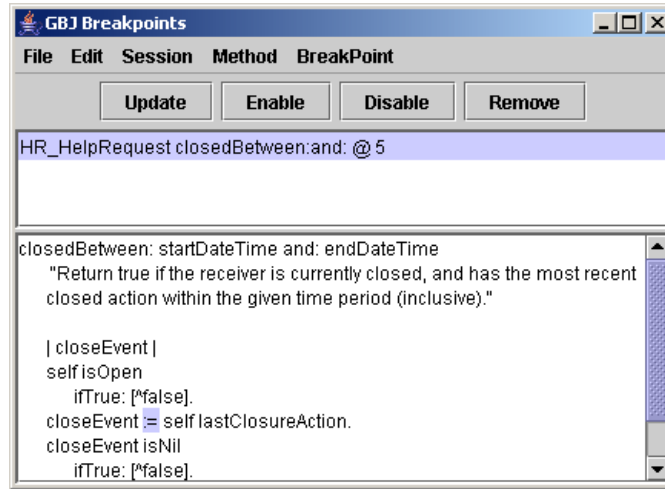 GBJ Breakpoints
File Edit Session Method BreakPoint
Update Enable Disable Remove
HR_HelpRequest closedBetween:and: @ 5
closedBetween: startDateTime and: endDateTime
"Return true if the receiver is currently closed, and has the most recent
closed action within the given time period (inclusive)."
| closeEvent |
self isOpen
ifTrue: [^false].
closeEvent := self lastClosureAction.
closeEvent isNil
ifTrue: [^false].